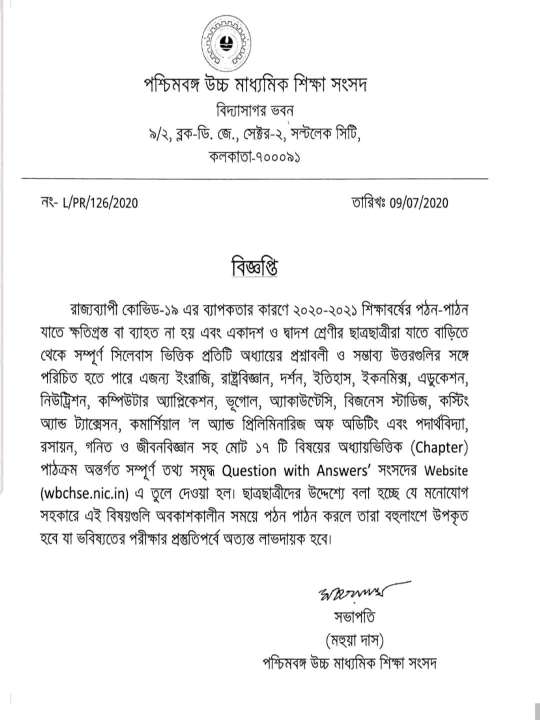 পশ্চিমবঙ্গ উচ্চ মাধ্যমিক শিক্ষা সংসদ
বিদ্যাসাগর ভবন
৯/২, ব্লক-ডি. জে., সেক্টর-২, সল্টলেক সিটি,
কলকাতা-৭০০০৯১
নং- L/PR/126/2020 তারিখঃ 09/07/2020
বিজ্ঞপ্তি
রাজ্যব্যাপী কোভিড-১৯ এর ব্যাপকতার কারণে ২০২০-২০২১ শিক্ষাবর্ষের পঠন-পাঠন
যাতে ক্ষতিগ্রস্ত বা ব্যাহত না হয় এবং একাদশ ও দ্বাদশ শ্রেণীর ছাত্রছাত্রীরা যাতে বাড়িতে
থেকে সম্পূর্ণ সিলেবাস ভিত্তিক প্রতিটি অধ্যায়ের প্রশ্নাবলী ও সম্ভাব্য উত্তরগুলির সঙ্গে
পরিচিত হতে পারে এজন্য ইংরাজি, রাষ্ট্রবিজ্ঞান, দর্শন, ইতিহাস, ইকনমিক্স, এডুকেশন,
নিউট্রিশন, কম্পিউটার অ্যাপ্লিকেশন, ভূগোল, অ্যাকাউন্টেসি, বিজনেস স্টাডিজ, কস্টিং
অ্যান্ড ট্যাক্সেসন, কমার্শিয়াল 'ল অ্যান্ড প্রিলিমিনারিজ অফ অডিটিং এবং পদার্থবিদ্যা,
রসায়ন, গনিত ও জীবনবিজ্ঞান সহ মোট ১৭ টি বিষয়ের অধ্যায়ভিত্তিক (Chapter)
পাঠক্রম অন্তর্গত সম্পূর্ণ তথ্য সমৃদ্ধ Question with Answers’ সংসদের Website
(wbchse.nic.in) এ তুলে দেওয়া হল। ছাত্রছাত্রীদের উদ্দেশ্যে বলা হচ্ছে যে মনোযোগ
সহকারে এই বিষয়গুলি অবকাশকালীন সময়ে পঠন পাঠন করলে তারা বহুলাংশে উপকৃত
হবে যা ভবিষ্যতের পরীক্ষার প্রস্তুতিপর্বে অত্যন্ত লাভদায়ক হবে।
সভাপতি
(মহুয়া দাস)
পশ্চিমবঙ্গ উচ্চ মাধ্যমিক শিক্ষা সংসদ